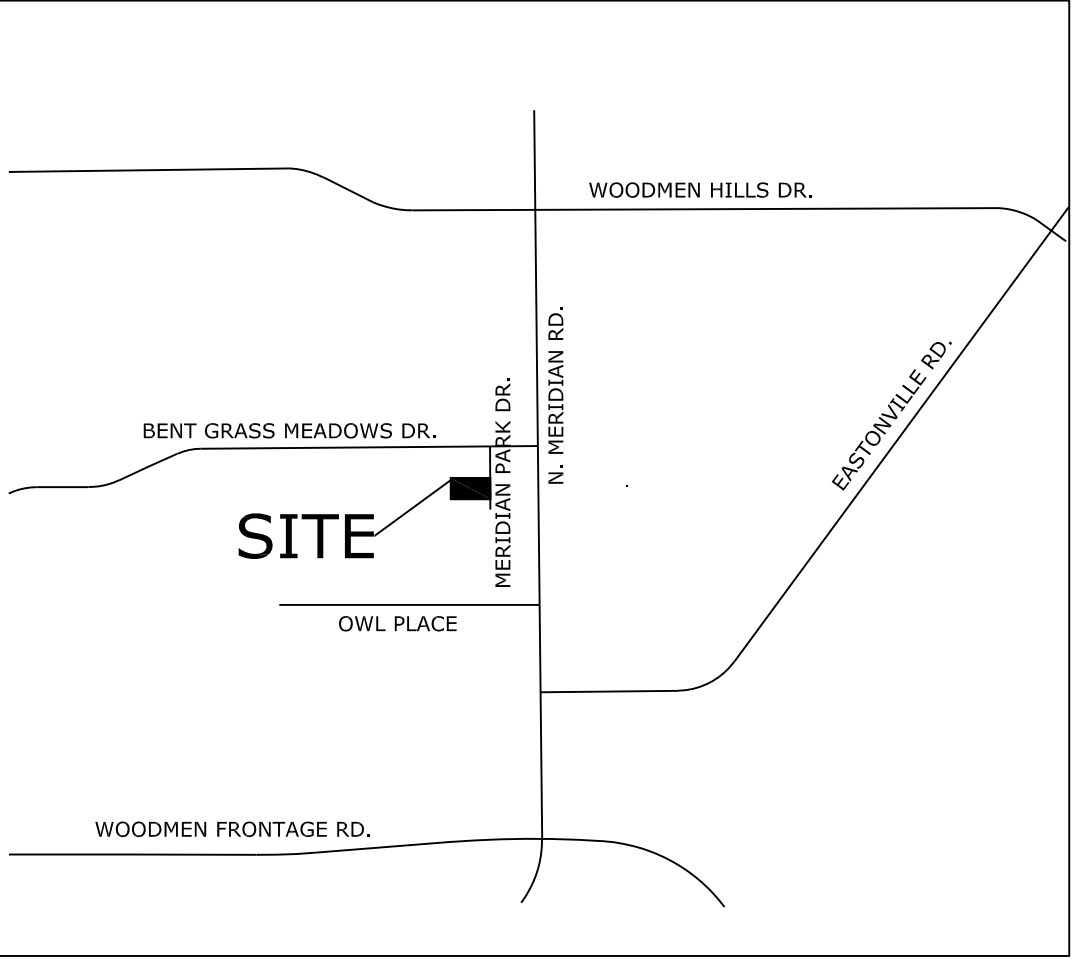 WOODMEN HILLS DR.
N. MERIDIAN RD.
EASTONVILLE RD.
MERIDIAN PARK DR.
BENT GRASS MEADOWS DR.
SITE
OWL PLACE
WOODMEN FRONTAGE RD.